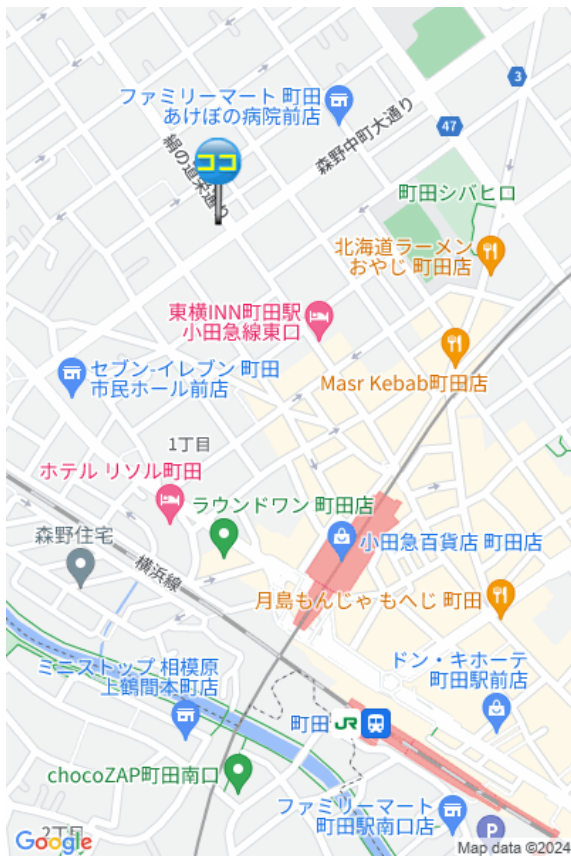 3
ファミリーマート 町田
あけぼの病院前店
47
森野中町大通り
絹の道栄通り
ココ
町田シバヒロ
北海道ラーメン
おやじ 町田店
東横INN町田駅
小田急線東口
セブン-イレブン 町田
市民ホール前店
Masr Kebab町田店
1丁目
ホテル リソル町田
ラウンドワン 町田店
森野住宅
小田急百貨店 町田店
横浜線
月島もんじゃ もへじ 町田
ミニストップ 相模原
上鶴間本町店
ドン・キホーテ
町田駅前店
町田 JR
chocoZAP町田南口
ファミリーマート
町田駅南口店
P
2丁目
Google
Map data ©2024